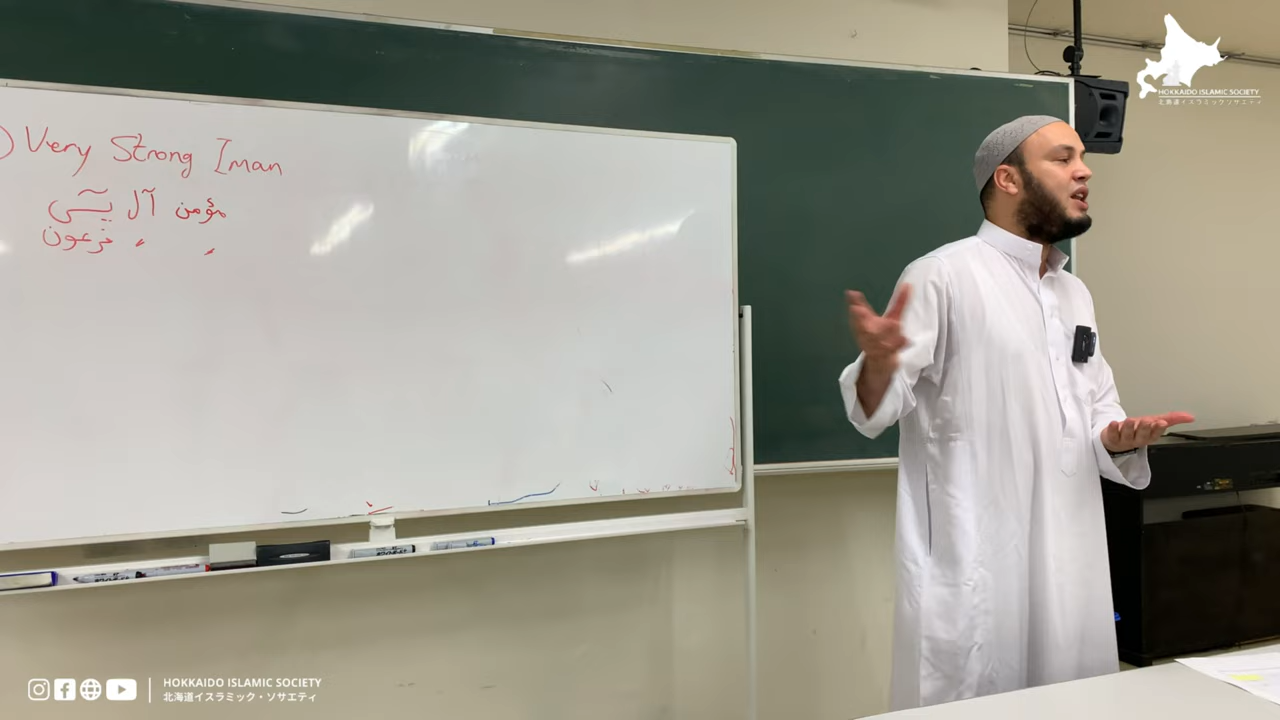 ) Very Strong Iman
مؤمن آل يٓسى
〃 〃 فرعون
HOKKAIDO ISLAMIC SOCIETY
北海道イスラミックソサエティ
HOKKAIDO ISLAMIC SOCIETY
北海道イスラミック・ソサエティ